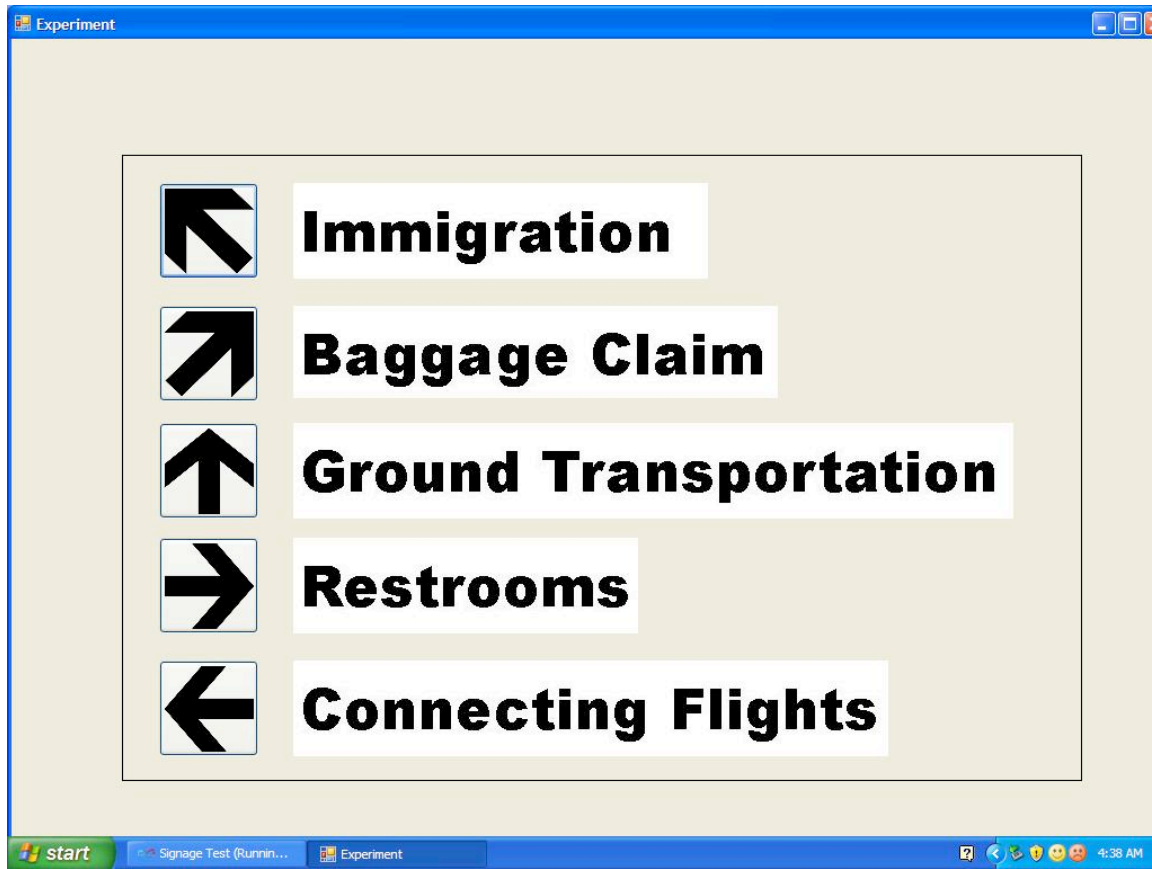 Experiment
Immigration
Baggage Claim
Ground Transportation
Restrooms
Connecting Flights
start
Signage Test (Runnin...
Experiment
4:38 AM